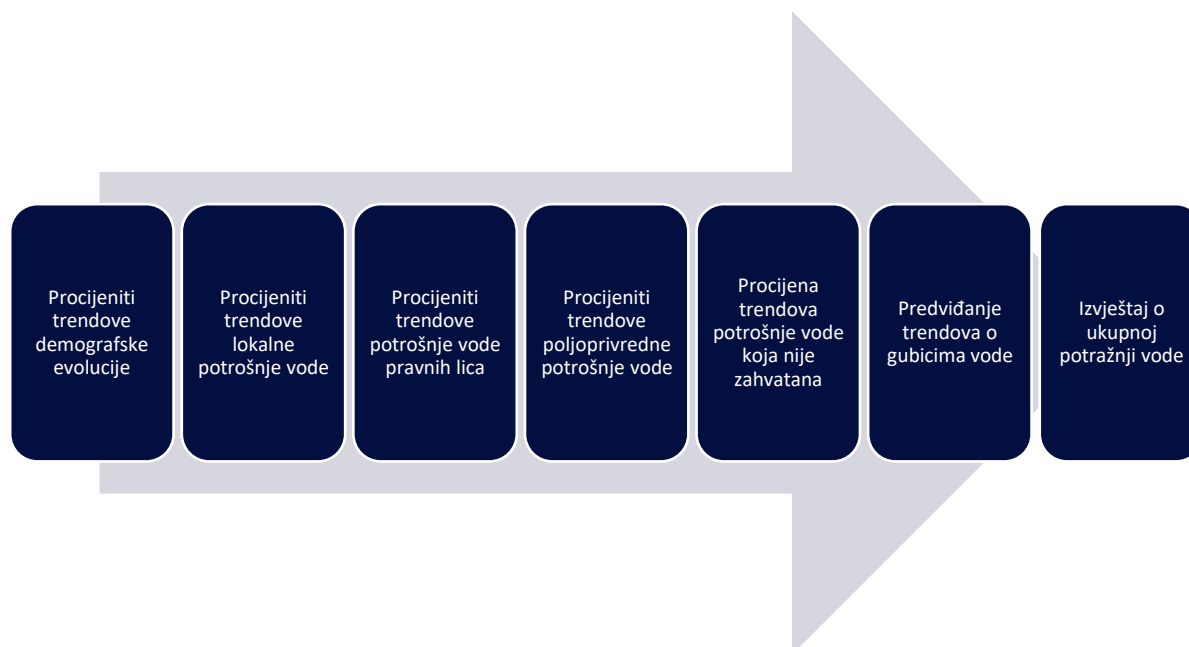 Procijeniti
trendove
demografske
evolucije
Procijeniti
trendove
lokalne
potrošnje vode
Procijeniti
trendove
potrošnje vode
pravnih lica
Procijeniti
trendove
poljoprivredne
potrošnje vode
Procijena
trendova
potrošnje vode
koja nije
zahvatana
Predviđanje
trendova o
gubicima vode
Izvještaj o
ukupnoj
potražnji vode